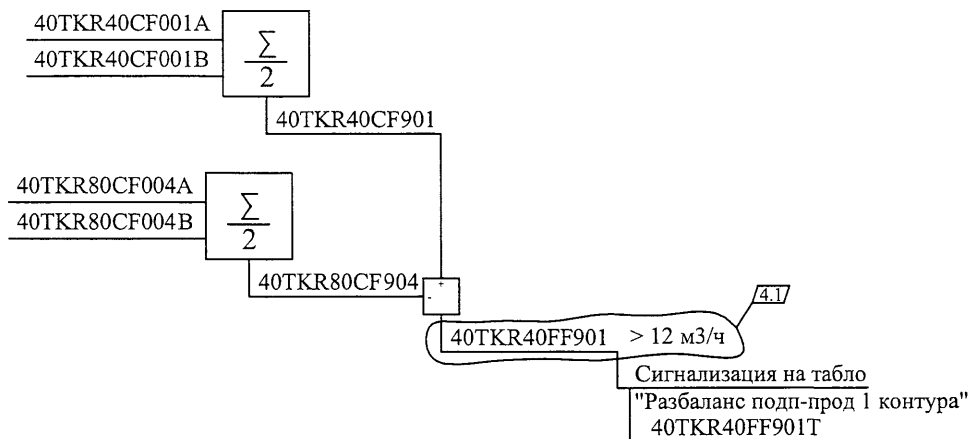 40TKR40CF001A
40TKR40CF001B
Σ
2
40TKR40CF901
40TKR80CF004A
40TKR80CF004B
Σ
2
40TKR80CF904
+
-
4.1
40TKR40FF901 > 12 м3/ч
Сигнализация на табло
"Разбаланс подп-прод 1 контура"
40TKR40FF901T